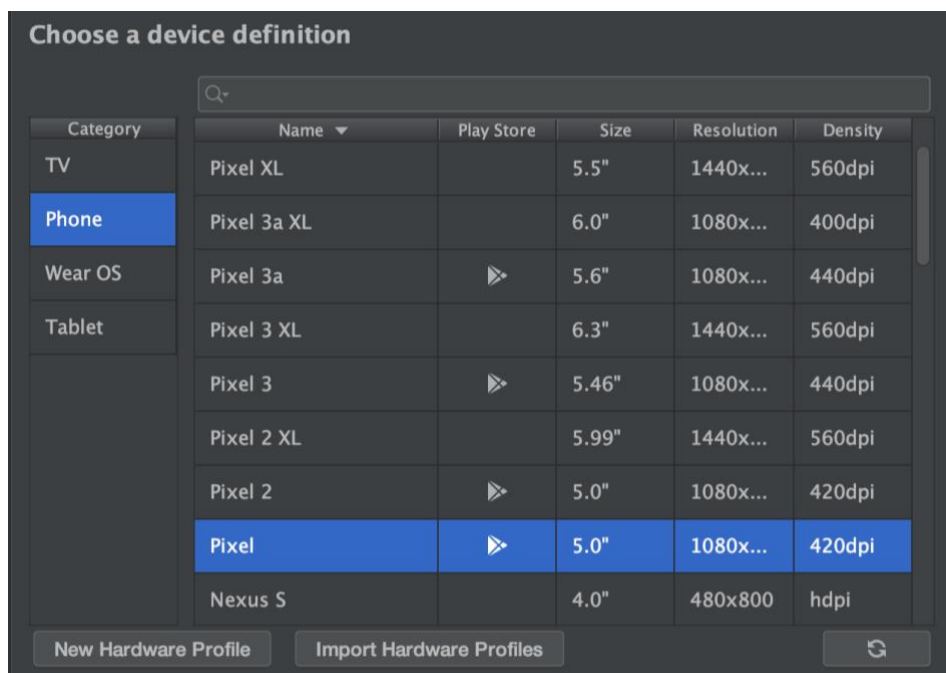 Choose a device definition
Category Name Play Store Size Resolution Density
TV Pixel XL 5.5" 1440x... 560dpi
Phone Pixel 3a XL 6.0" 1080x... 400dpi
Wear OS Pixel 3a 5.6" 1080x... 440dpi
Tablet Pixel 3 XL 6.3" 1440x... 560dpi
Pixel 3 5.46" 1080x... 440dpi
Pixel 2 XL 5.99" 1440x... 560dpi
Pixel 2 5.0" 1080x... 420dpi
Pixel 5.0" 1080x... 420dpi
Nexus S 4.0" 480x800 hdpi
New Hardware Profile Import Hardware Profiles